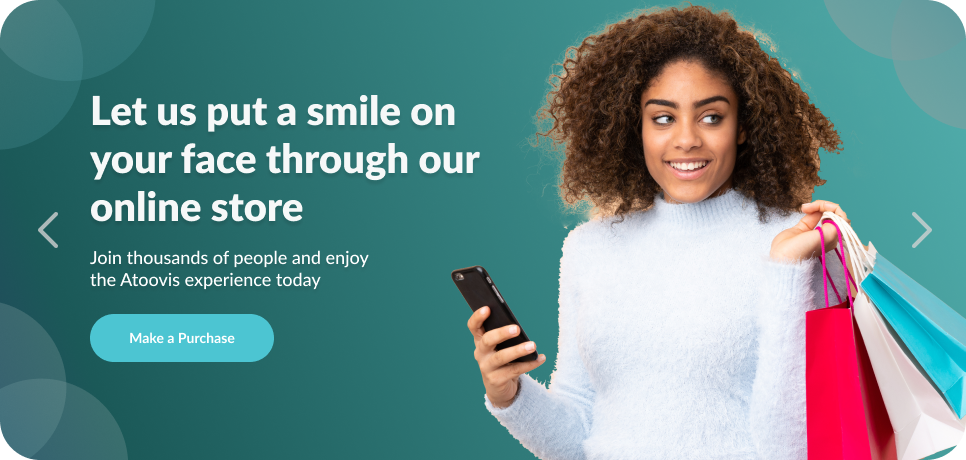 Let us put a smile on
your face through our
online store
Join thousands of people and enjoy
the Atoovis experience today
Make a Purchase